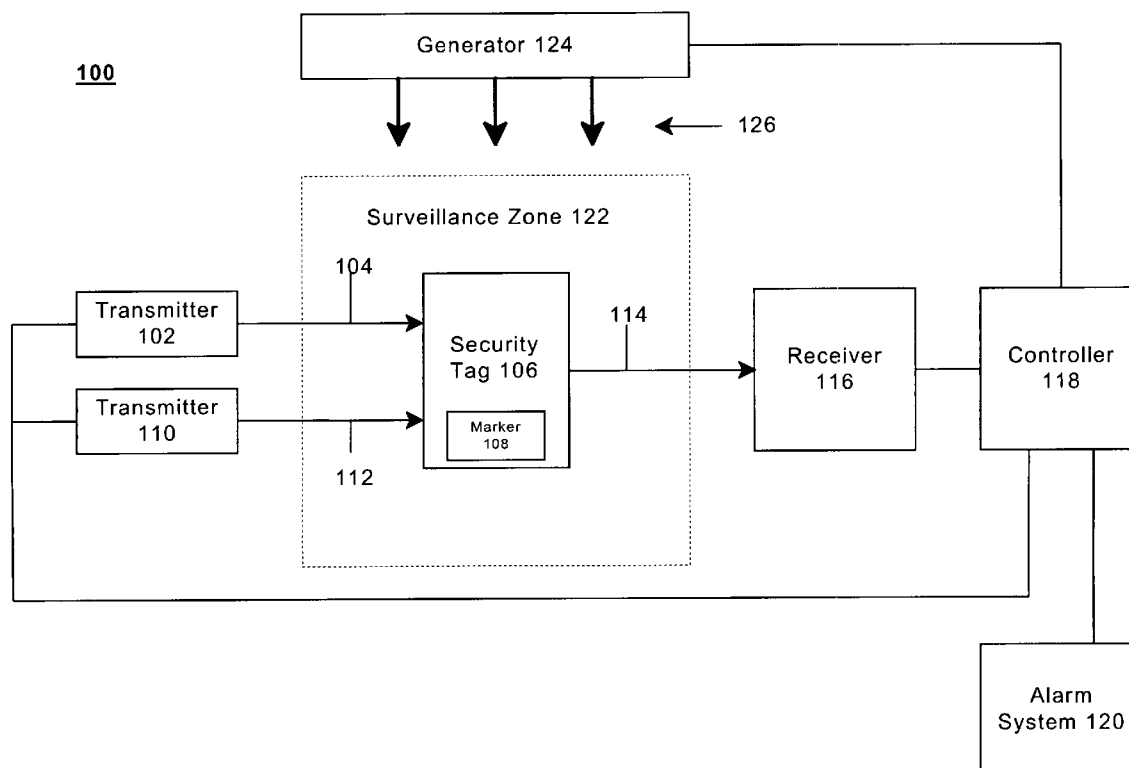 Generator 124
100
126
Surveillance Zone 122
104
Transmitter
102
Security
Tag 106
114
Receiver
116
Controller
118
Transmitter
110
Marker
108
112
Alarm
System 120